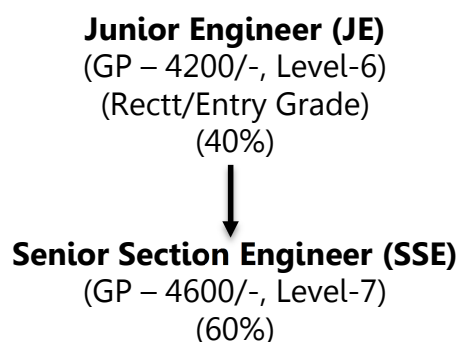 Junior Engineer (JE)
(GP – 4200/-, Level-6)
(Rectt/Entry Grade)
(40%)
Senior Section Engineer (SSE)
(GP – 4600/-, Level-7)
(60%)